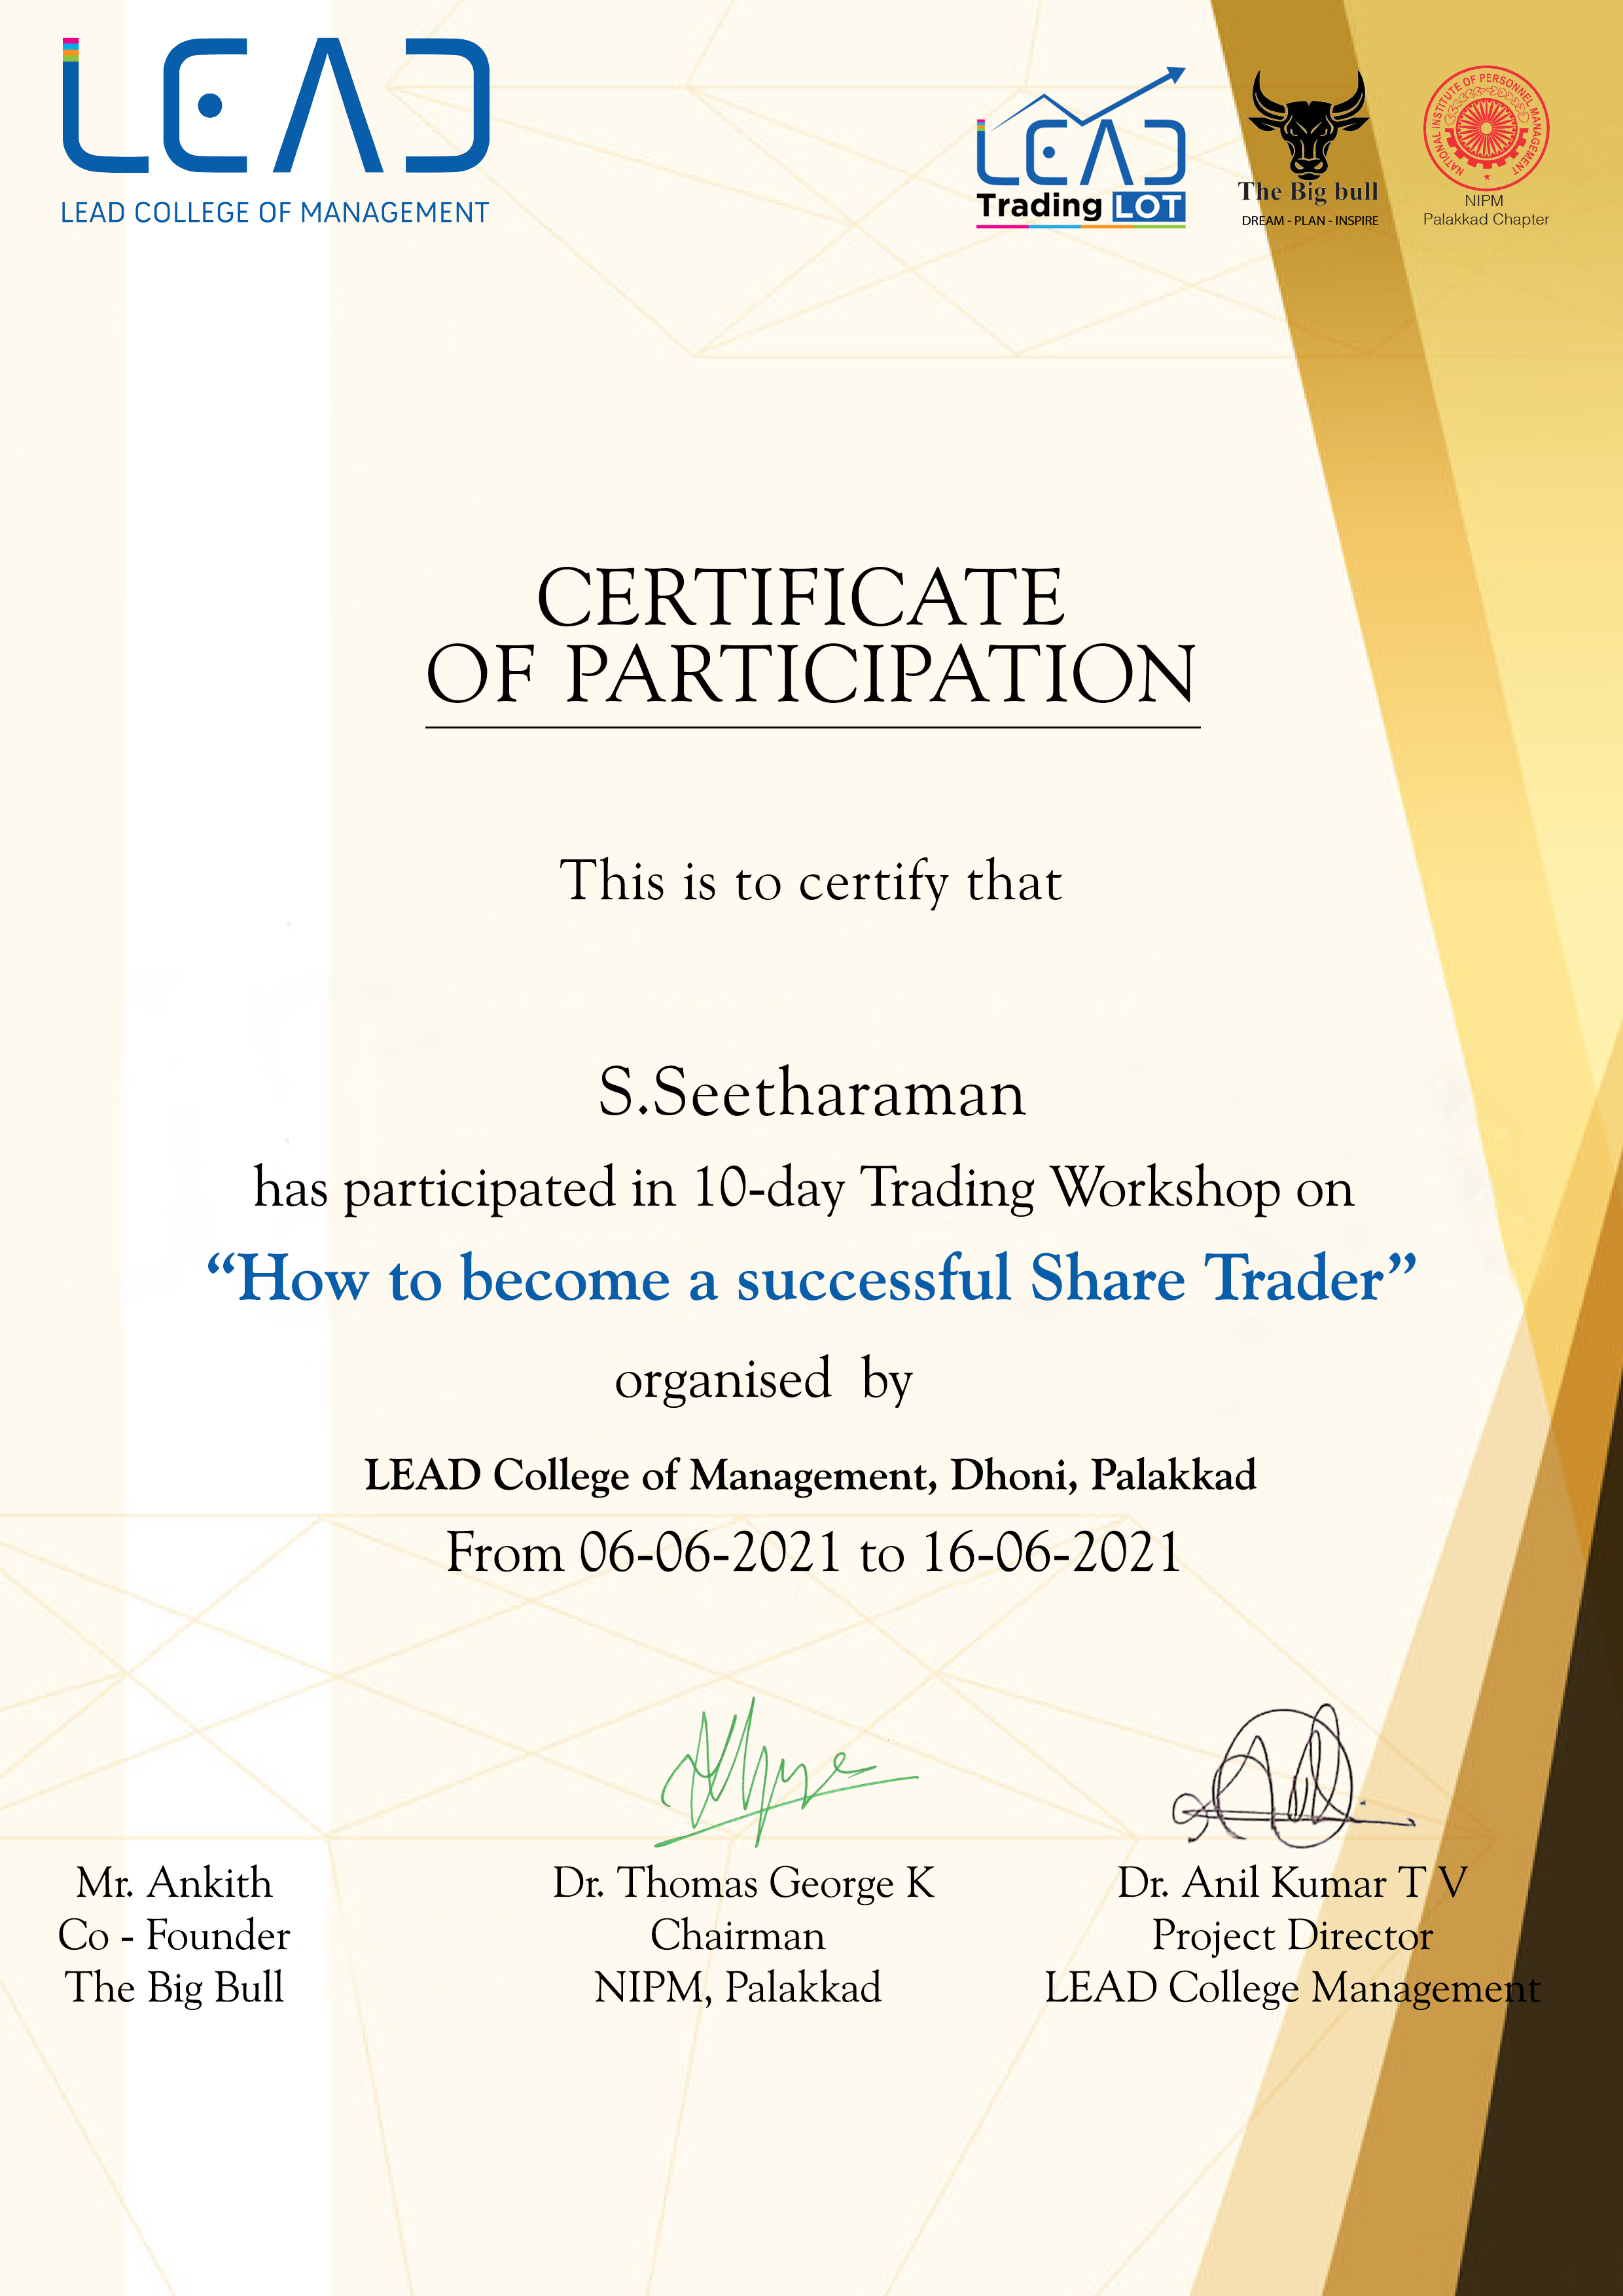 LEAD
LEAD COLLEGE OF MANAGEMENT
LEAD
Trading LOT
The Big bull
DREAM - PLAN - INSPIRE
NATIONAL INSTITUTE OF PERSONNEL MANAGEMENT
NIPM
Palakkad Chapter
CERTIFICATE
OF PARTICIPATION
This is to certify that
S.Seetharaman
has participated in 10-day Trading Workshop on
“How to become a successful Share Trader”
organised by
LEAD College of Management, Dhoni, Palakkad
From 06-06-2021 to 16-06-2021
Mr. Ankith
Co - Founder
The Big Bull
Dr. Thomas George K
Chairman
NIPM, Palakkad
Dr. Anil Kumar T V
Project Director
LEAD College Management